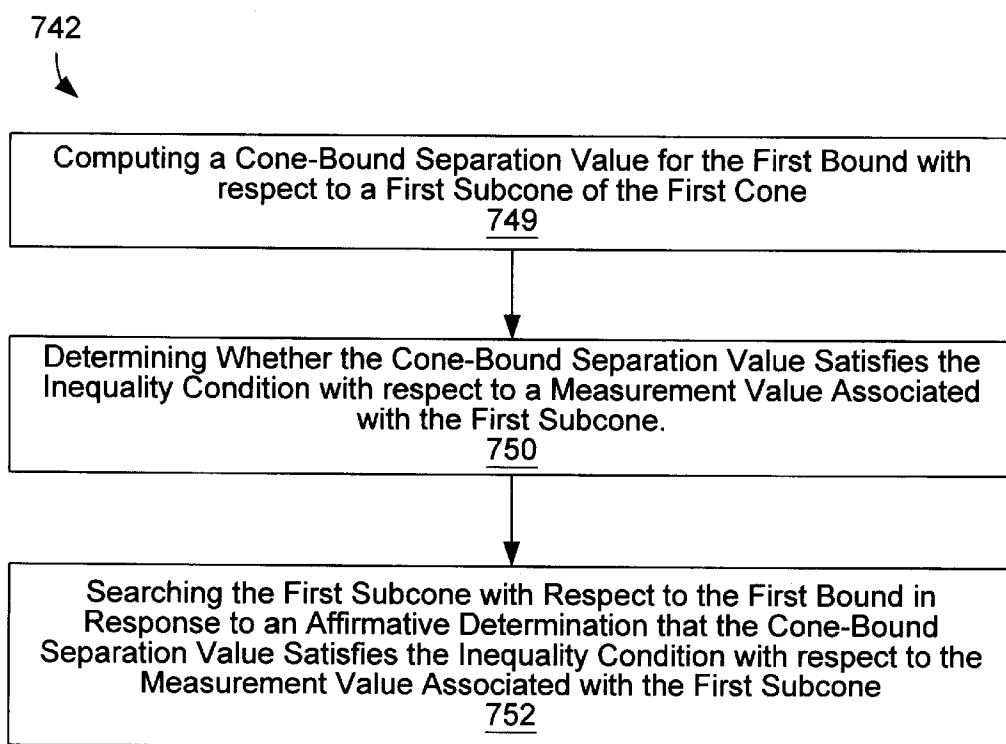 742
Computing a Cone-Bound Separation Value for the First Bound with
respect to a First Subcone of the First Cone
749
Determining Whether the Cone-Bound Separation Value Satisfies the
Inequality Condition with respect to a Measurement Value Associated
with the First Subcone.
750
Searching the First Subcone with Respect to the First Bound in
Response to an Affirmative Determination that the Cone-Bound
Separation Value Satisfies the Inequality Condition with respect to the
Measurement Value Associated with the First Subcone
752